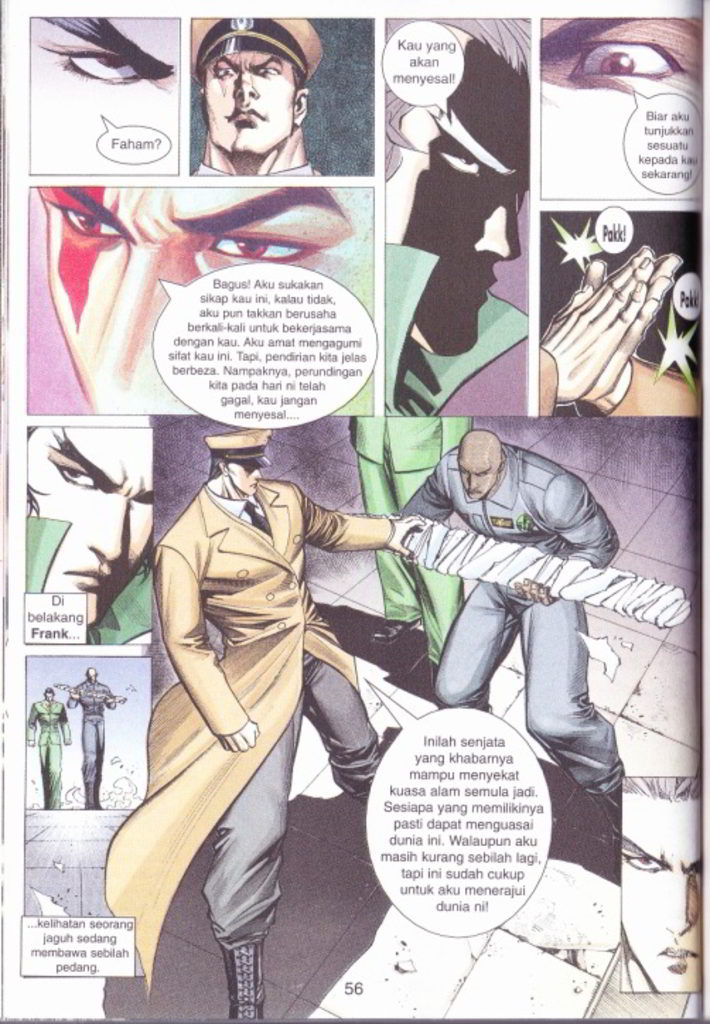 Faham?
Kau yang
akan
menyesal!
Biar aku
tunjukkan
sesuatu
kepada kau
sekarang!
Bagus! Aku sukakan
sikap kau ini, kalau tidak,
aku pun takkan berusaha
berkali-kali untuk bekerjasama
dengan kau. Aku amat mengagumi
sifat kau ini. Tapi, pendirian kita jelas
berbeza. Nampaknya, perundingan
kita pada hari ni telah
gagal, kau jangan
menyesal....
Pakk!
Pakk!
Di
belakang
Frank...
...kelihatan seorang
jaguh sedang
membawa sebilah
pedang.
Inilah senjata
yang khabarnya
mampu menyekat
kuasa alam semula jadi.
Sesiapa yang memilikinya
pasti dapat menguasai
dunia ini. Walaupun aku
masih kurang sebilah lagi,
tapi ini sudah cukup
untuk aku menerajui
dunia ni!
56